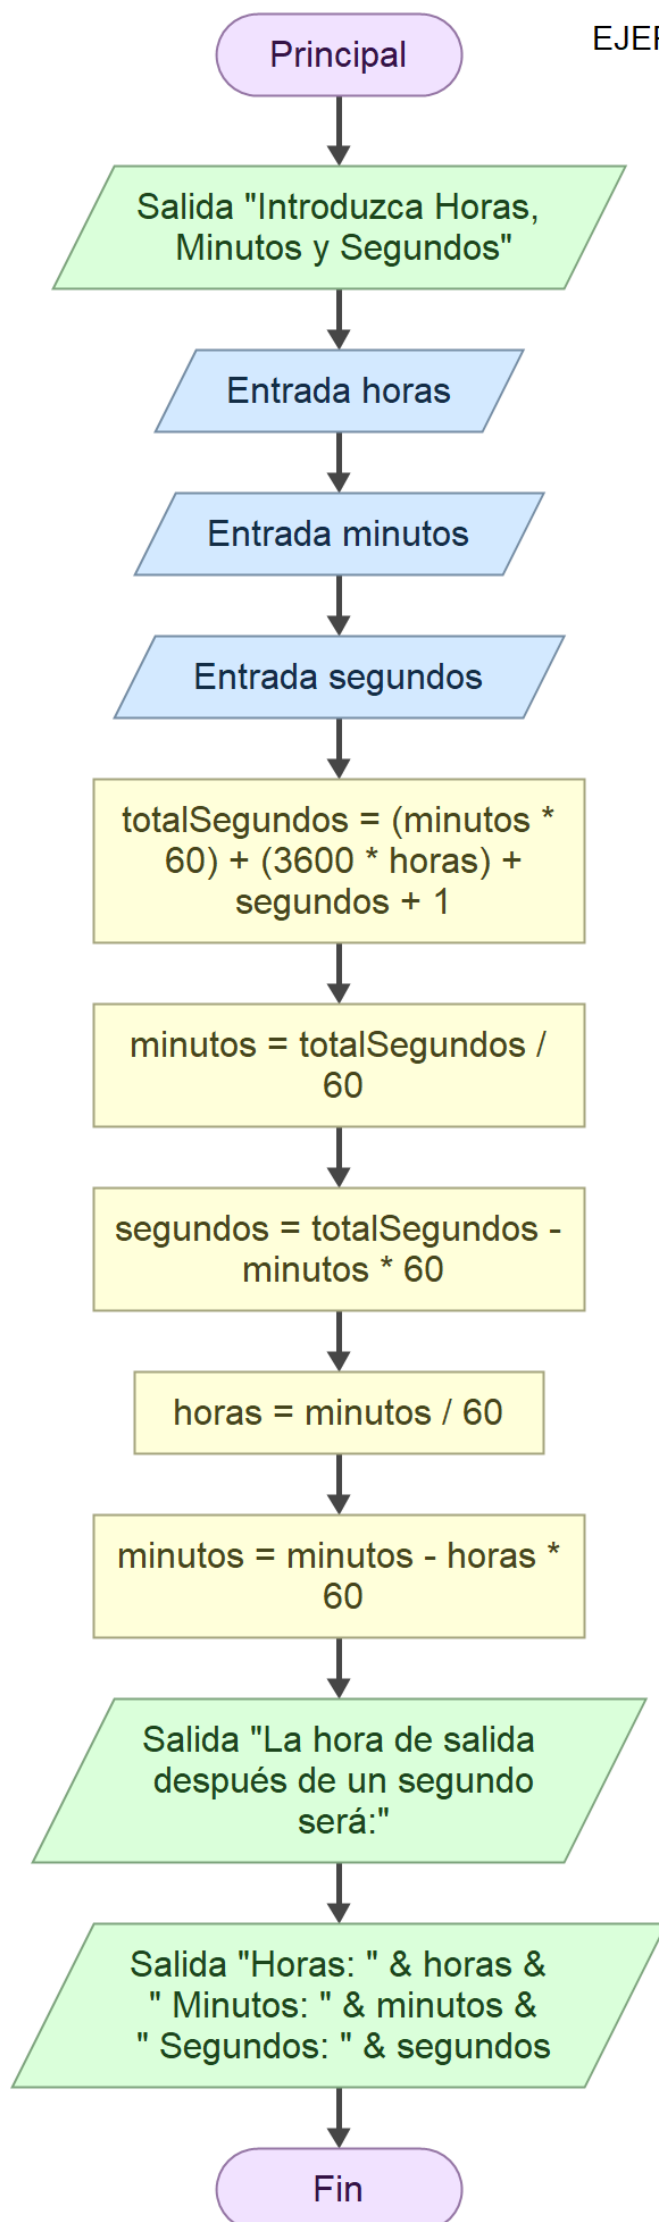 Principal
EJER
Salida "Introduzca Horas,
Minutos y Segundos"
Entrada horas
Entrada minutos
Entrada segundos
totalSegundos = (minutos *
60) + (3600 * horas) +
segundos + 1
minutos = totalSegundos /
60
segundos = totalSegundos -
minutos * 60
horas = minutos / 60
minutos = minutos - horas *
60
Salida "La hora de salida
después de un segundo
será:"
Salida "Horas: " & horas &
" Minutos: " & minutos &
" Segundos: " & segundos
Fin